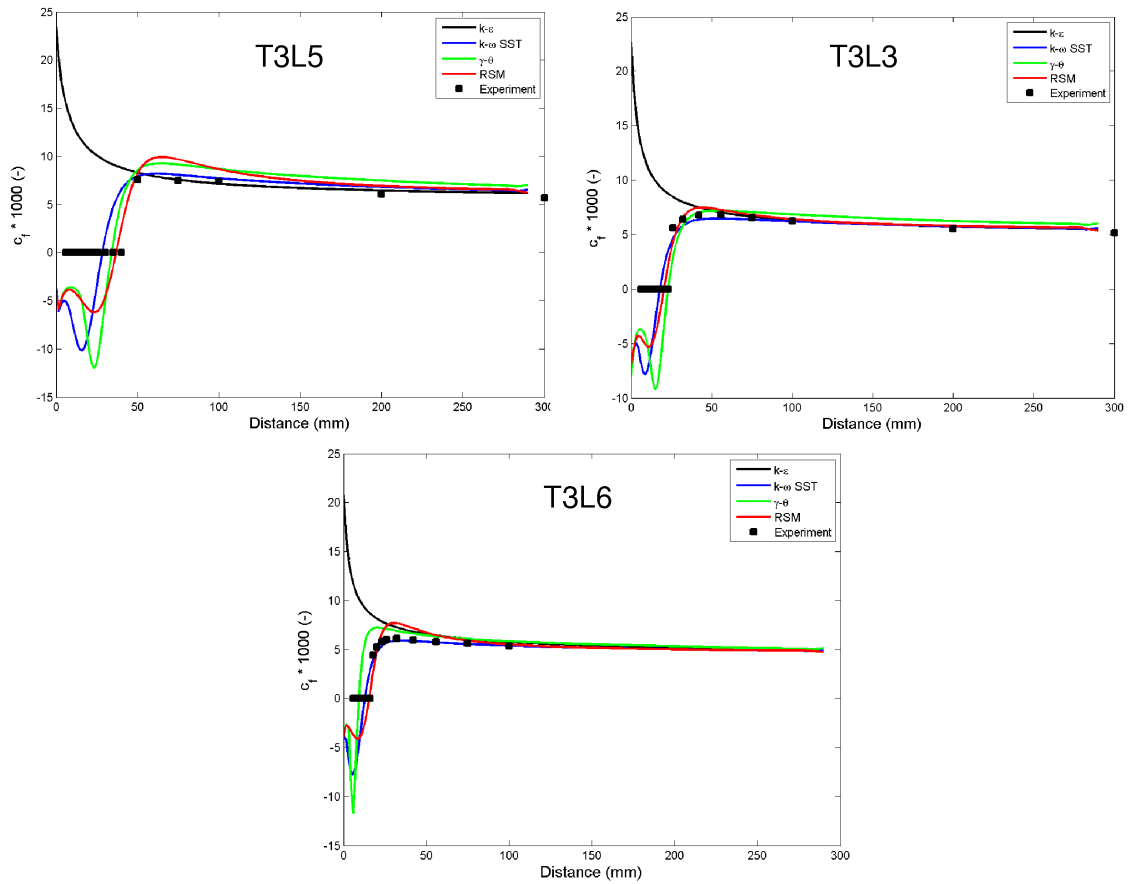 T3L5
k-ε
k-ω SST
γ-θ
RSM
Experiment
25
20
15
10
5
0
-5
-10
-15
c_f * 1000 (-)
0 50 100 150 200 250 300
Distance (mm)
T3L3
k-ε
k-ω SST
γ-θ
RSM
Experiment
25
20
15
10
5
0
-5
-10
c_f * 1000 (-)
0 50 100 150 200 250 300
Distance (mm)
T3L6
k-ε
k-ω SST
γ-θ
RSM
Experiment
25
20
15
10
5
0
-5
-10
-15
c_f * 1000 (-)
0 50 100 150 200 250 300
Distance (mm)